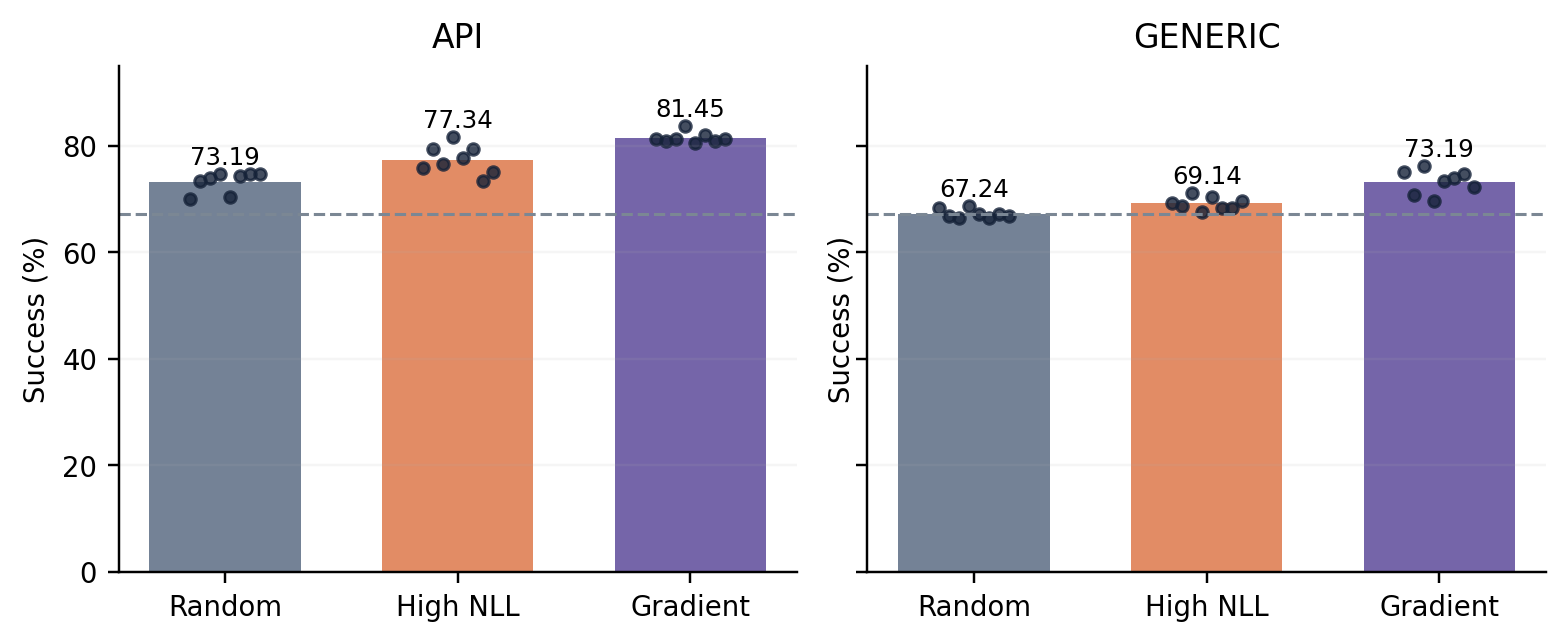 API
Success (%)
80
60
40
20
0
73.19
77.34
81.45
Random
High NLL
Gradient
GENERIC
Success (%)
67.24
69.14
73.19
Random
High NLL
Gradient